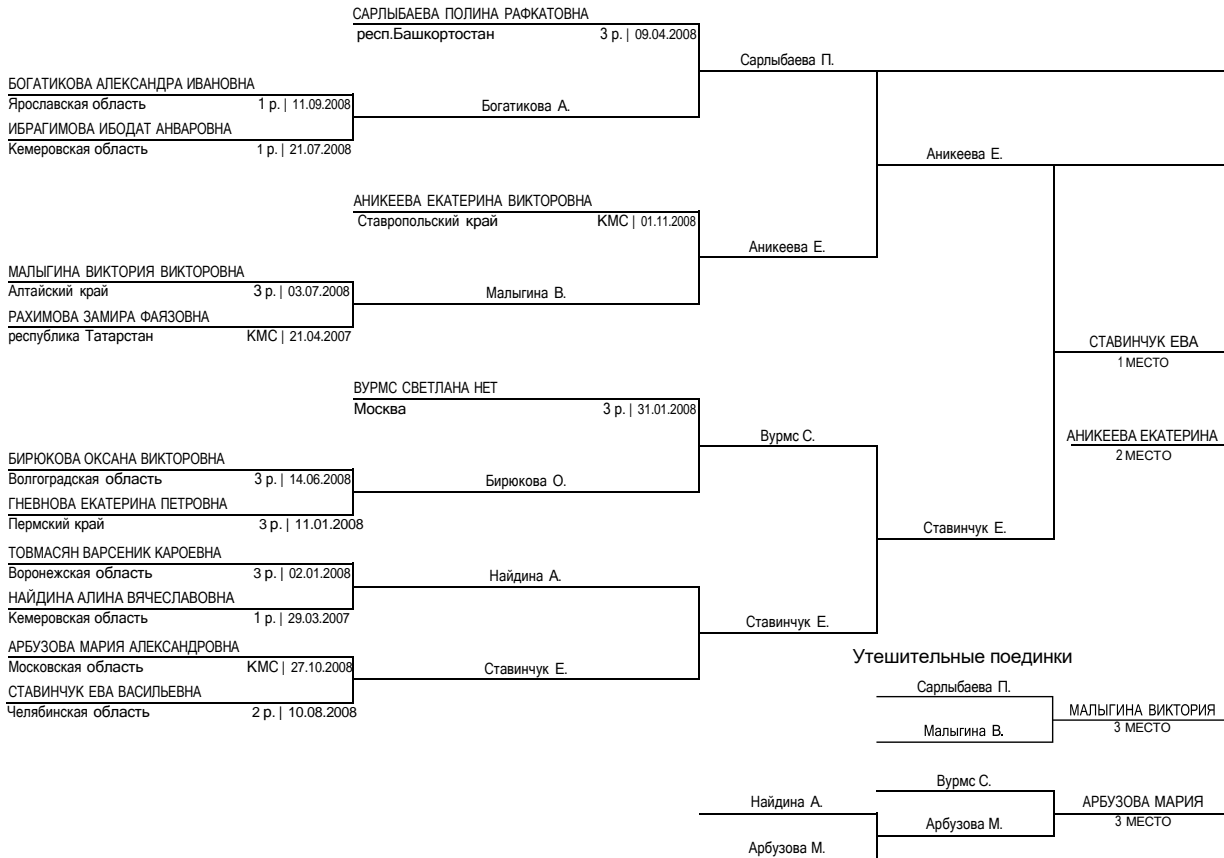 САРЛЫБАЕВА ПОЛИНА РАФКАТОВНА
респ.Башкортостан 3 р. | 09.04.2008
Сарлыбаева П.
БОГАТИКОВА АЛЕКСАНДРА ИВАНОВНА
Ярославская область 1 р. | 11.09.2008
Богатикова А.
ИБРАГИМОВА ИБОДАТ АНВАРОВНА
Кемеровская область 1 р. | 21.07.2008
Аникеева Е.
АНИКЕЕВА ЕКАТЕРИНА ВИКТОРОВНА
Ставропольский край КМС | 01.11.2008
Аникеева Е.
МАЛЫГИНА ВИКТОРИЯ ВИКТОРОВНА
Алтайский край 3 р. | 03.07.2008
Малыгина В.
РАХИМОВА ЗАМИРА ФАЯЗОВНА
республика Татарстан КМС | 21.04.2007
СТАВИНЧУК ЕВА
1 МЕСТО
ВУРМС СВЕТЛАНА НЕТ
Москва 3 р. | 31.01.2008
Вурмс С.
АНИКЕЕВА ЕКАТЕРИНА
2 МЕСТО
БИРЮКОВА ОКСАНА ВИКТОРОВНА
Волгоградская область 3 р. | 14.06.2008
Бирюкова О.
ГНЕВНОВА ЕКАТЕРИНА ПЕТРОВНА
Пермский край 3 р. | 11.01.2008
Ставинчук Е.
ТОВМАСЯН ВАРСЕНИК КАРОЕВНА
Воронежская область 3 р. | 02.01.2008
Найдина А.
НАЙДИНА АЛИНА ВЯЧЕСЛАВОВНА
Кемеровская область 1 р. | 29.03.2007
Ставинчук Е.
АРБУЗОВА МАРИЯ АЛЕКСАНДРОВНА
Московская область КМС | 27.10.2008
Ставинчук Е.
СТАВИНЧУК ЕВА ВАСИЛЬЕВНА
Челябинская область 2 р. | 10.08.2008
Утешительные поединки
Сарлыбаева П.
МАЛЫГИНА ВИКТОРИЯ
3 МЕСТО
Малыгина В.
Вурмс С.
Найдина А.
АРБУЗОВА МАРИЯ
3 МЕСТО
Арбузова М.
Арбузова М.